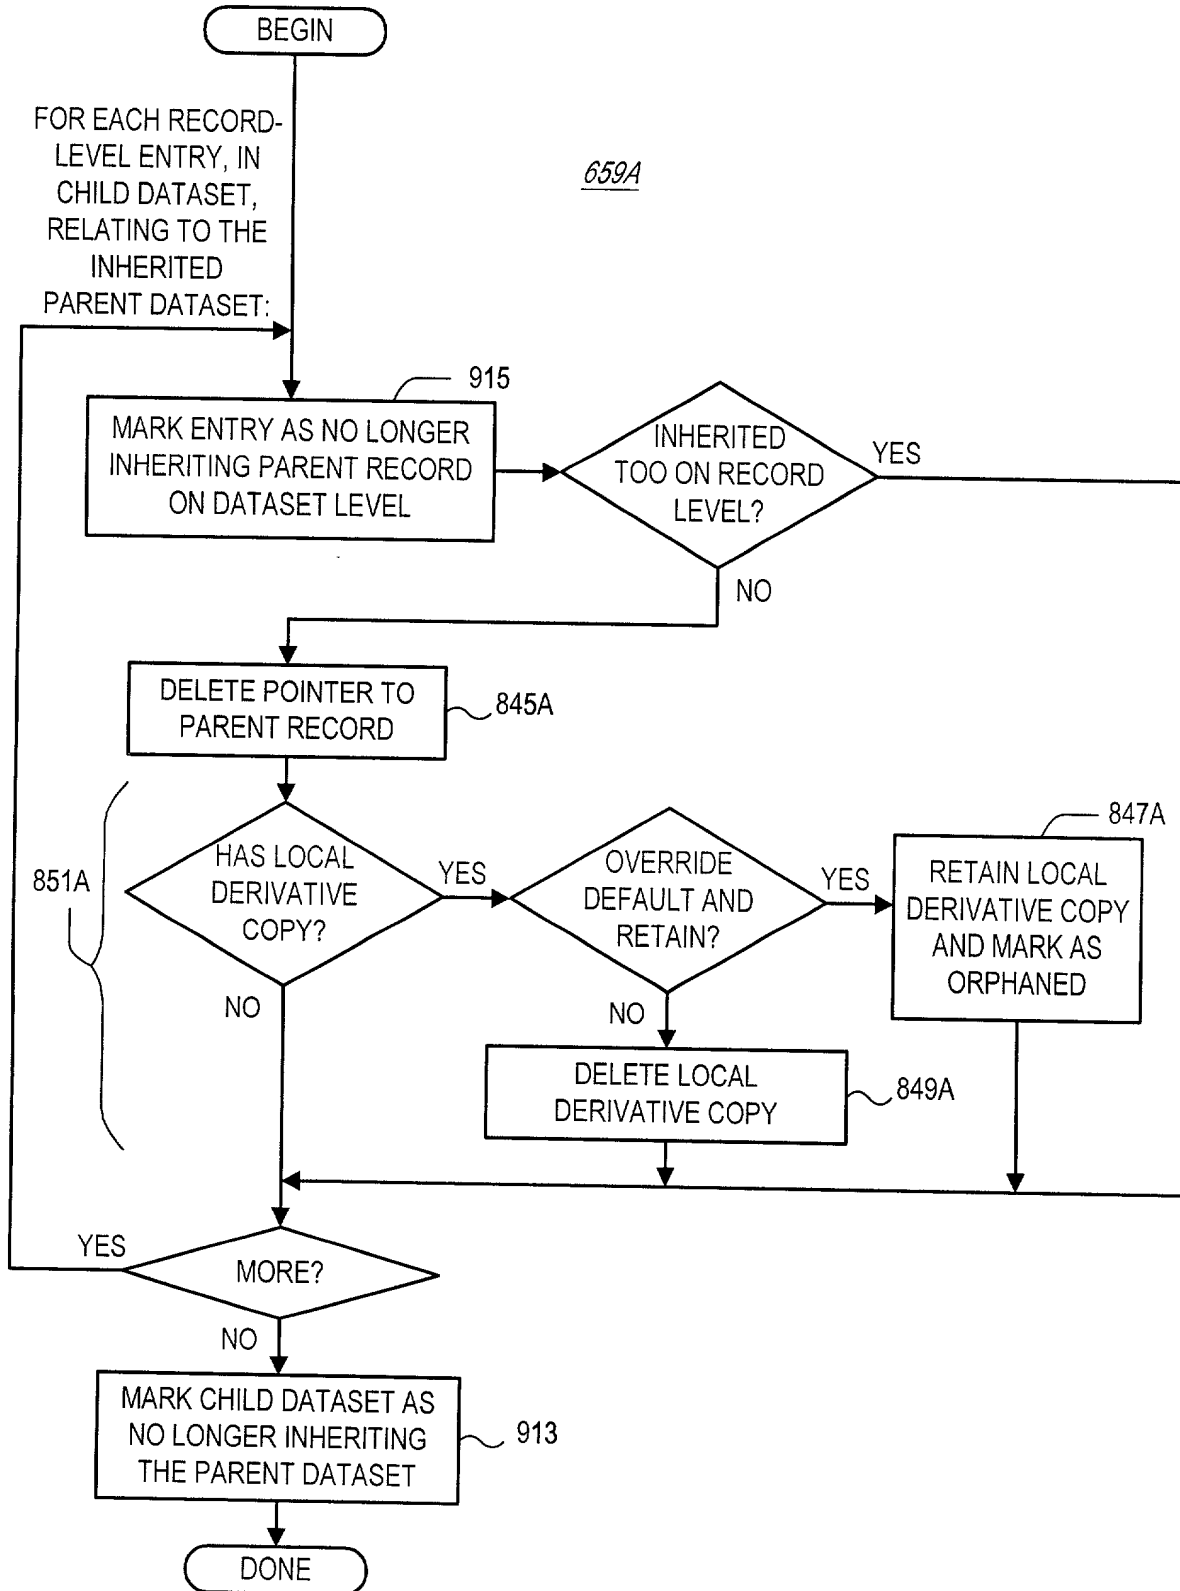 BEGIN
FOR EACH RECORD-
LEVEL ENTRY, IN
CHILD DATASET,
RELATING TO THE
INHERITED
PARENT DATASET:
659A
915
MARK ENTRY AS NO LONGER
INHERITING PARENT RECORD
ON DATASET LEVEL
INHERITED
TOO ON RECORD
LEVEL?
YES
NO
DELETE POINTER TO
PARENT RECORD
845A
851A
HAS LOCAL
DERIVATIVE
COPY?
YES
NO
OVERRIDE
DEFAULT AND
RETAIN?
YES
NO
847A
RETAIN LOCAL
DERIVATIVE COPY
AND MARK AS
ORPHANED
DELETE LOCAL
DERIVATIVE COPY
849A
YES
MORE?
NO
MARK CHILD DATASET AS
NO LONGER INHERITING
THE PARENT DATASET
913
DONE